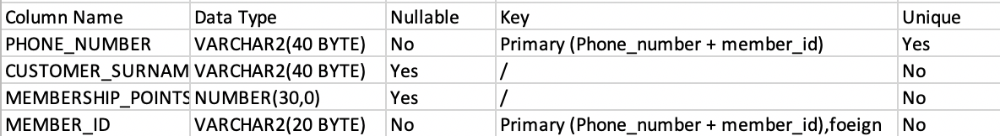 Column Name Data Type Nullable Key Unique
PHONE_NUMBER VARCHAR2(40 BYTE) No Primary (Phone_number + member_id) Yes
CUSTOMER_SURNAM VARCHAR2(40 BYTE) Yes / No
MEMBERSHIP_POINTS NUMBER(30,0) Yes / No
MEMBER_ID VARCHAR2(20 BYTE) No Primary (Phone_number + member_id),foeign No